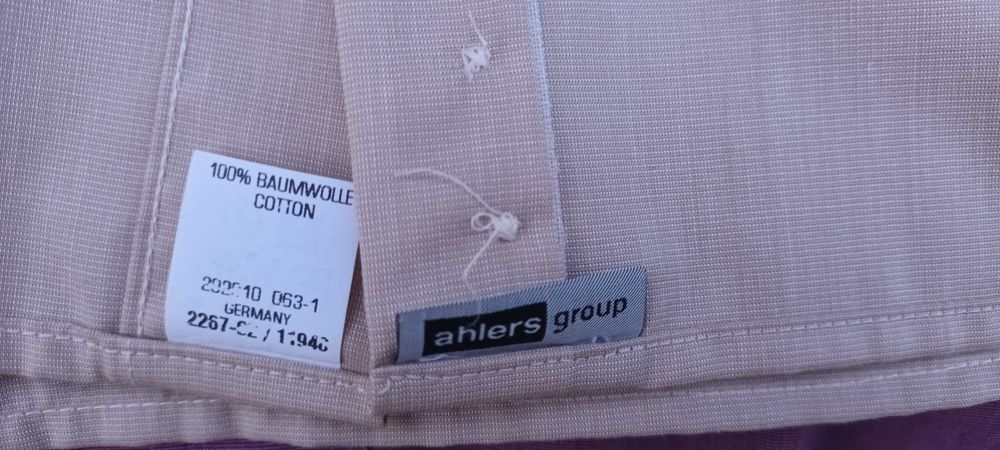 100% BAUMWOLLE
COTTON
063-1
GERMANY
ahlers group